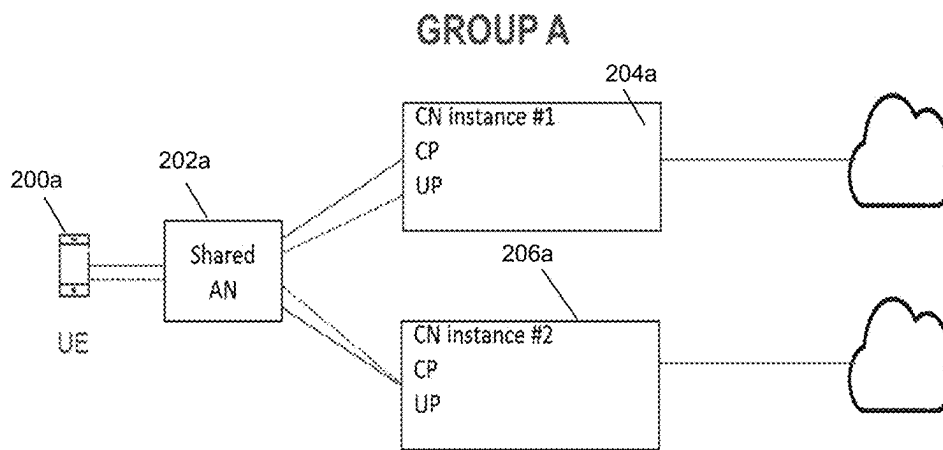 GROUP A
204a
CN instance #1
CP
UP
202a
200a
Shared
AN
UE
206a
CN instance #2
CP
UP